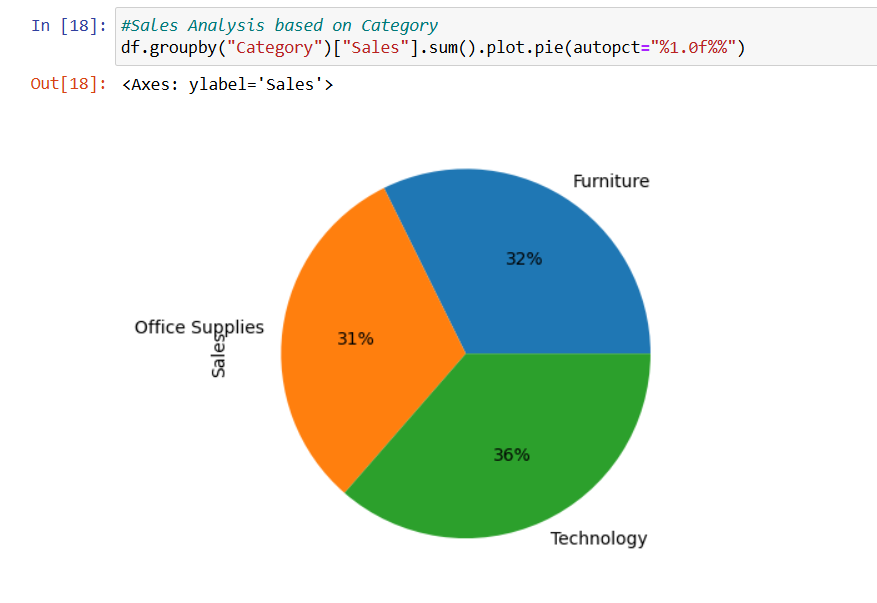 In [18]: #Sales Analysis based on Category
df.groupby("Category")["Sales"].sum().plot.pie(autopct="%1.0f%%")
Out[18]: <Axes: ylabel='Sales'>
Furniture
32%
Office Supplies
31%
Sales
36%
Technology